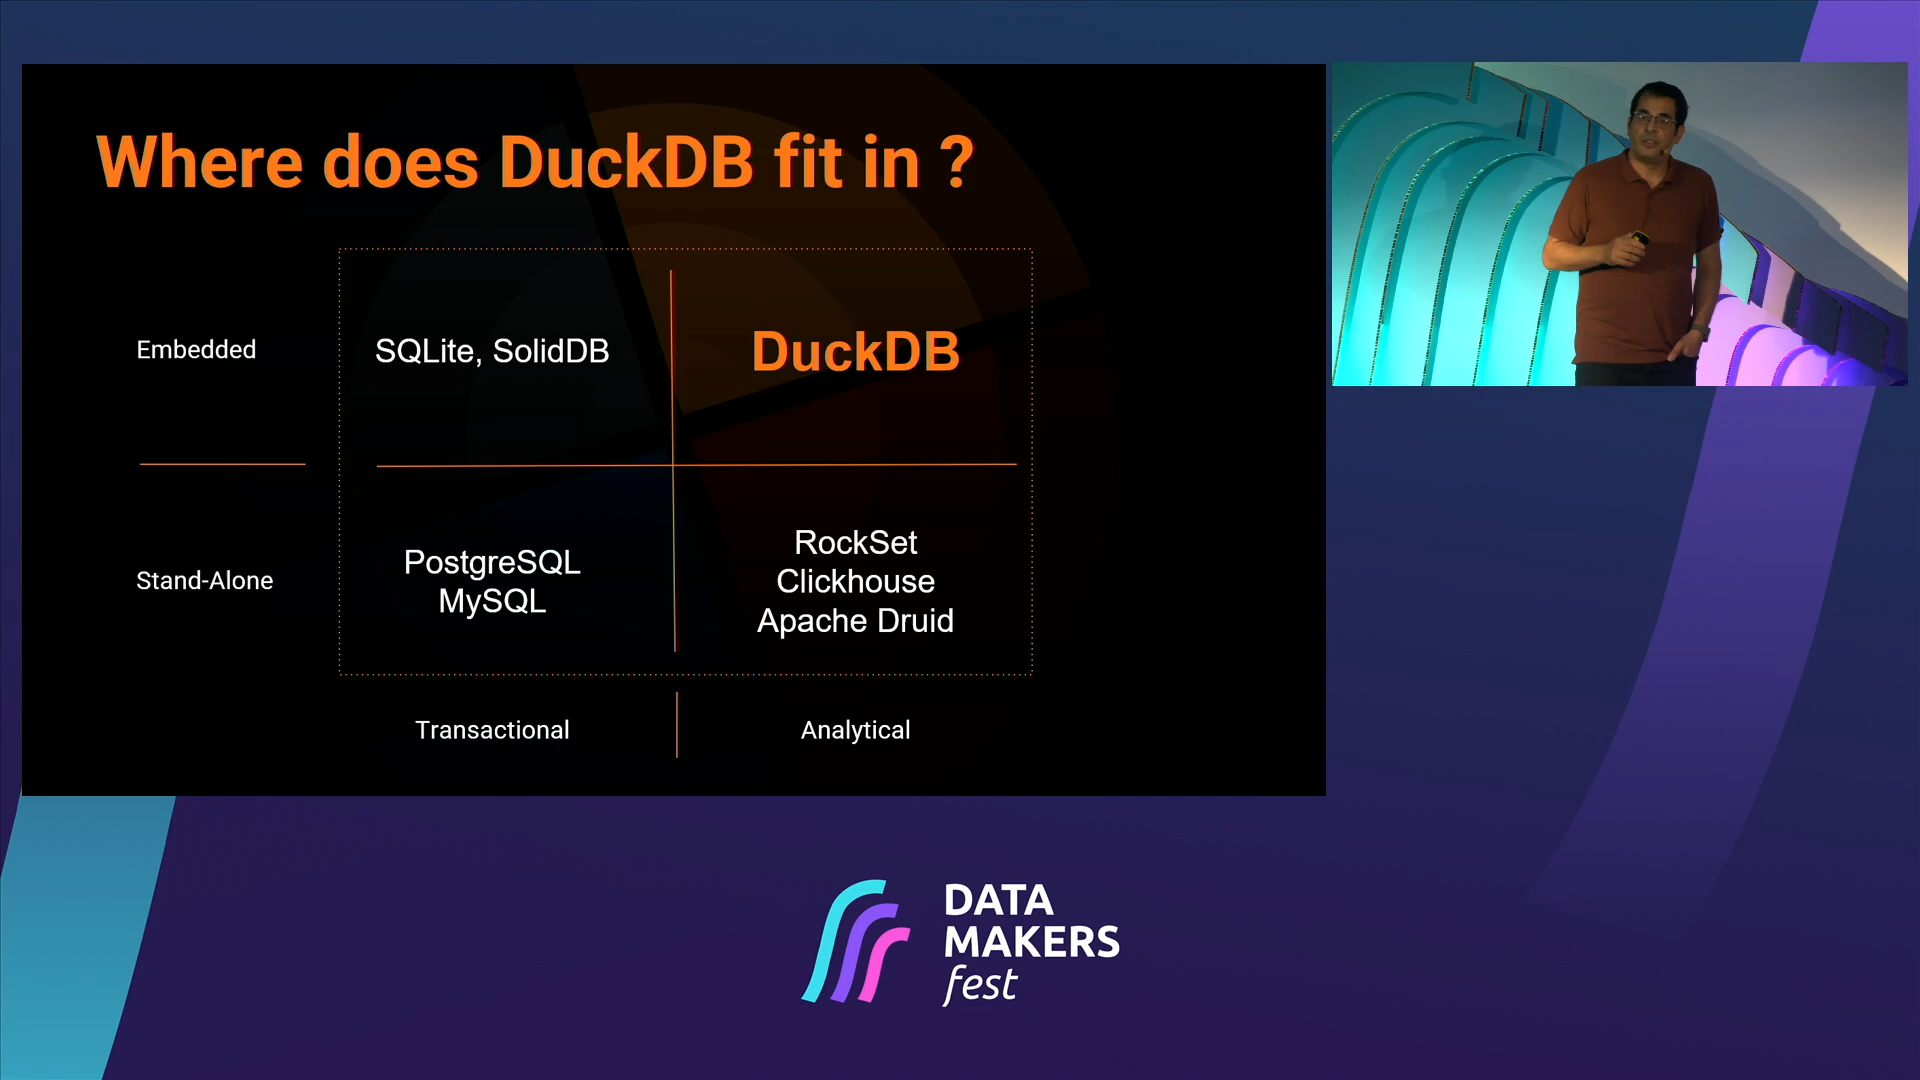 Where does DuckDB fit in ?
Embedded
SQLite, SolidDB
DuckDB
Stand-Alone
PostgreSQL
MySQL
RockSet
Clickhouse
Apache Druid
Transactional
Analytical
DATA
MAKERS
fest